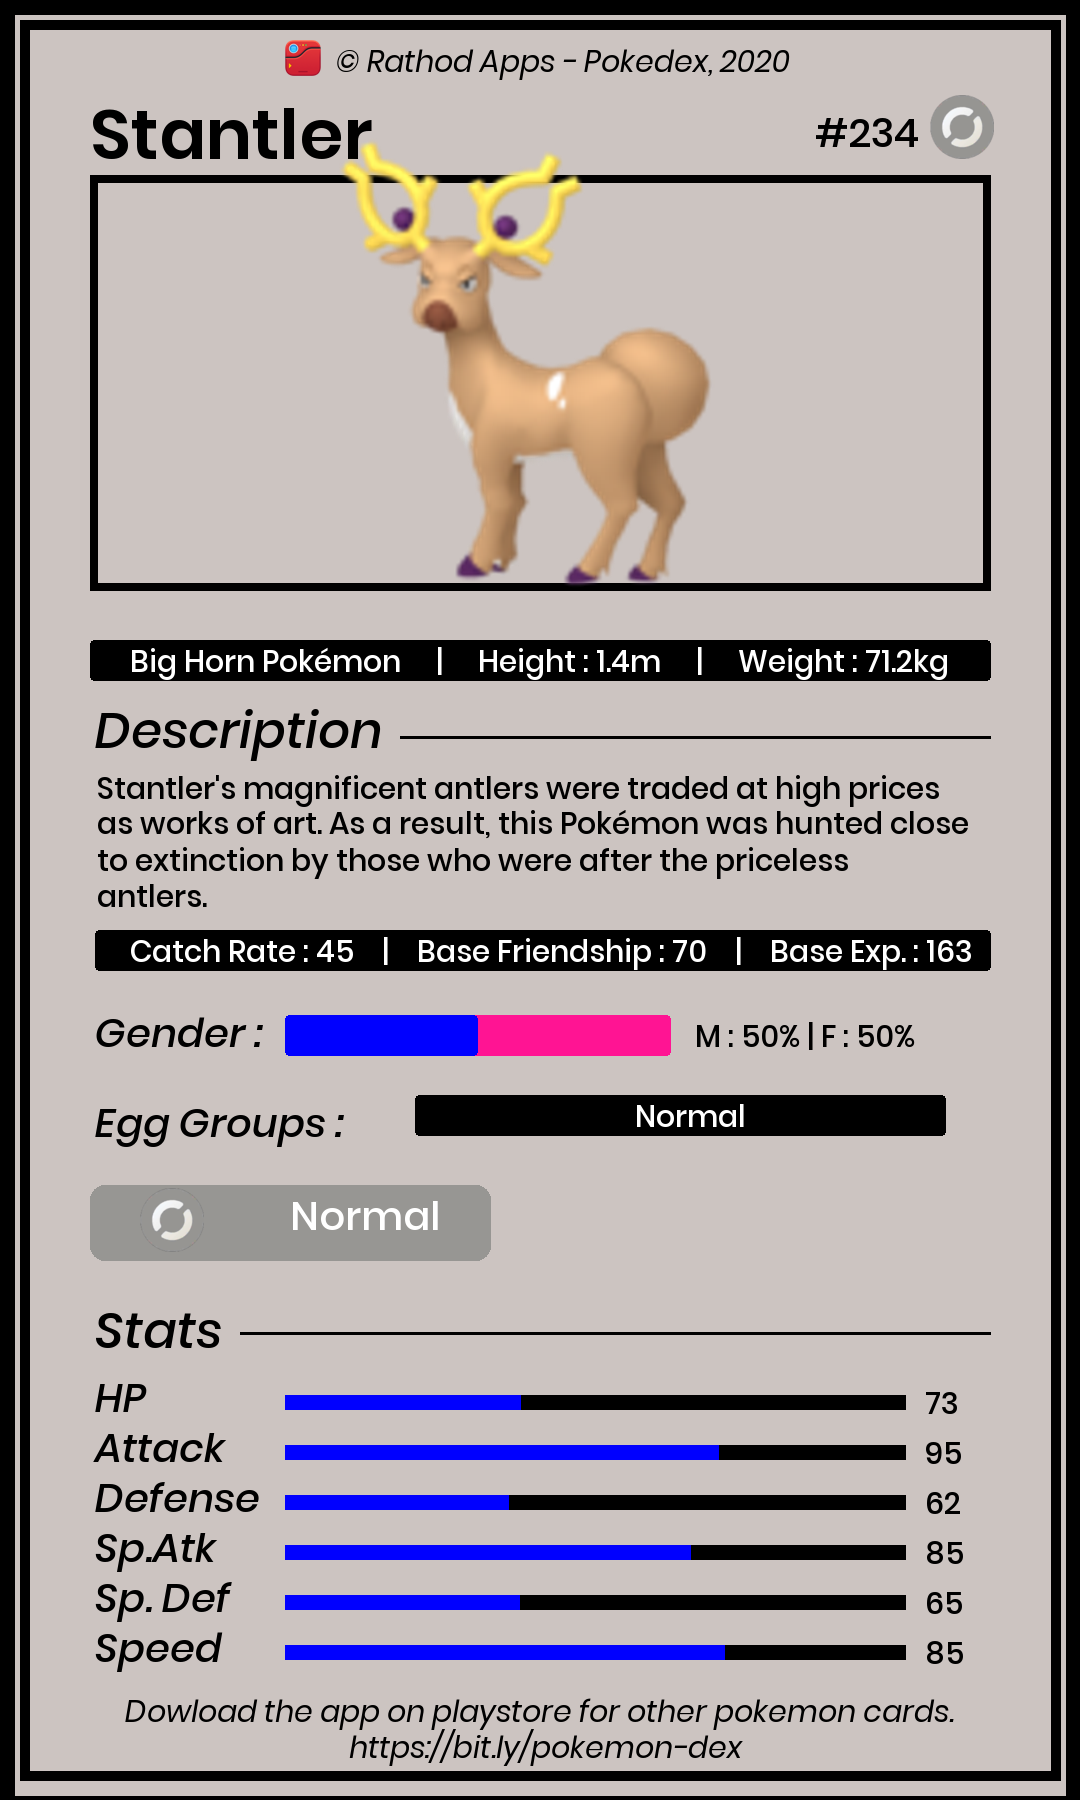 © Rathod Apps - Pokedex, 2020
Stantler #234
Big Horn Pokémon | Height : 1.4m | Weight : 71.2kg
Description
Stantler's magnificent antlers were traded at high prices
as works of art. As a result, this Pokémon was hunted close
to extinction by those who were after the priceless
antlers.
Catch Rate : 45 | Base Friendship : 70 | Base Exp. : 163
Gender : M : 50% | F : 50%
Egg Groups : Normal
Normal
Stats
HP 73
Attack 95
Defense 62
Sp.Atk 85
Sp. Def 65
Speed 85
Dowload the app on playstore for other pokemon cards.
https://bit.ly/pokemon-dex